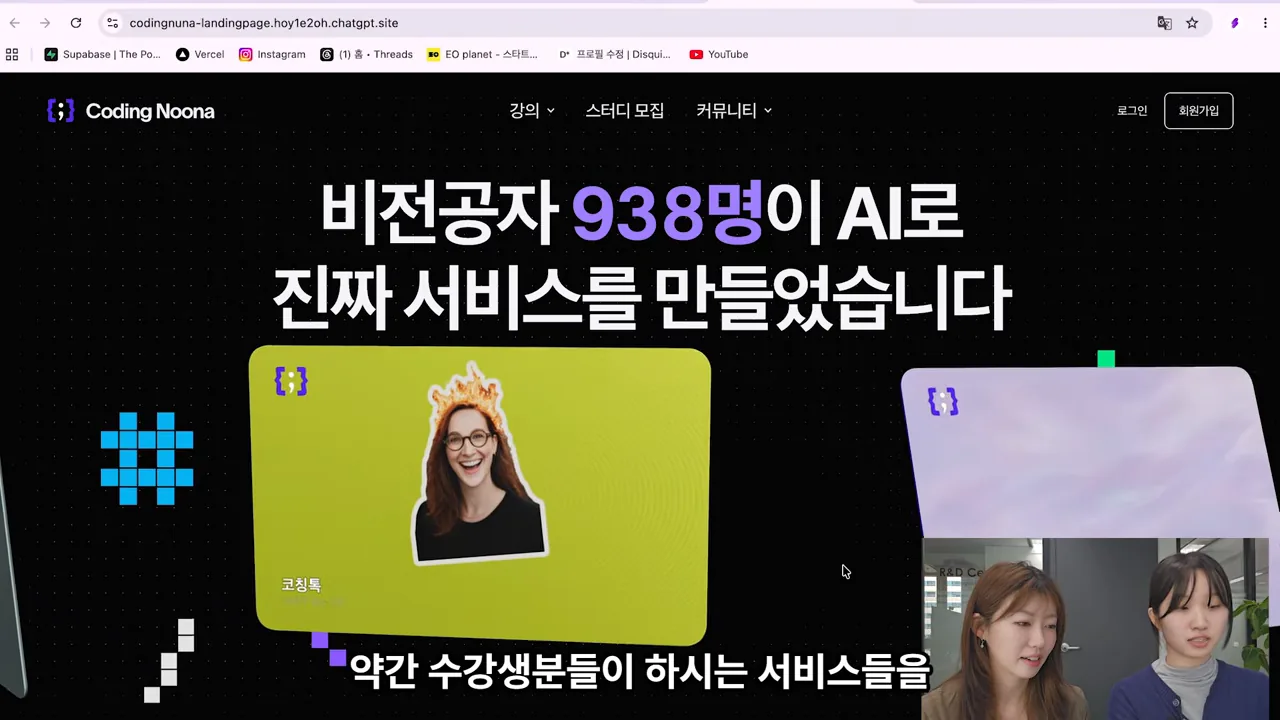 codingnuna-landingpage.hoy1e2oh.chatgpt.site
Supabase | The Po...
Vercel
Instagram
(1) 홈 • Threads
EO
EO planet - 스타트...
D+
프로필 수정 | Disqui...
YouTube
{;} Coding Noona
강의
스터디 모집
커뮤니티
로그인
회원가입
비전공자 938명이 AI로
진짜 서비스를 만들었습니다
{;}
{;}
코칭톡
R&D Ce
약간 수강생분들이 하시는 서비스들을